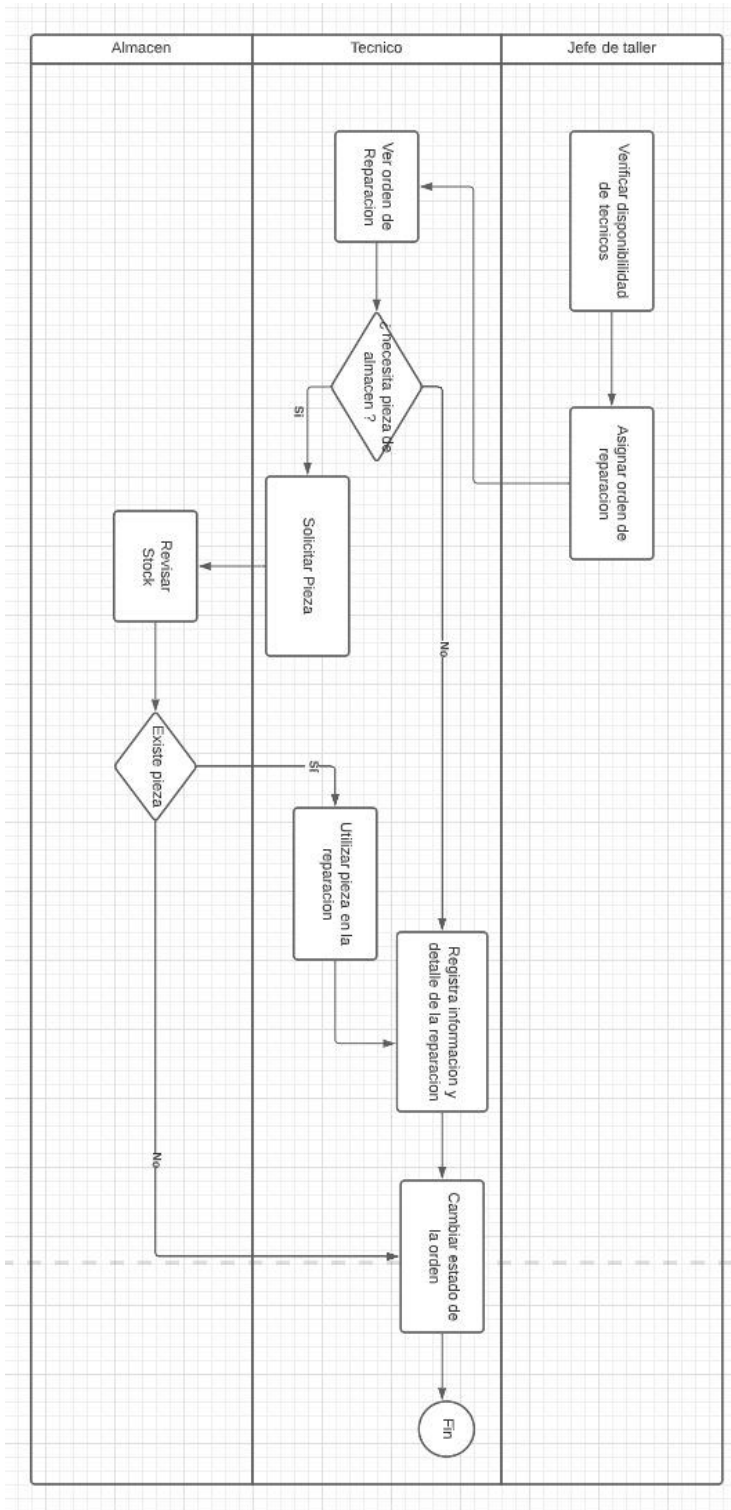 Almacen
Tecnico
Jefe de taller
Verificar disponiblilidad
de tecnicos
Asignar orden de
reparacion
Ver orden de
Reparacion
¿ necesita pieza de
almacen ?
Si
No
Solicitar Pieza
Revisar
Stock
Existe pieza
Si
No
Utilizar pieza en la
reparacion
Registra informacion y
detalle de la reparacion
Cambiar estado de
la orden
Fin